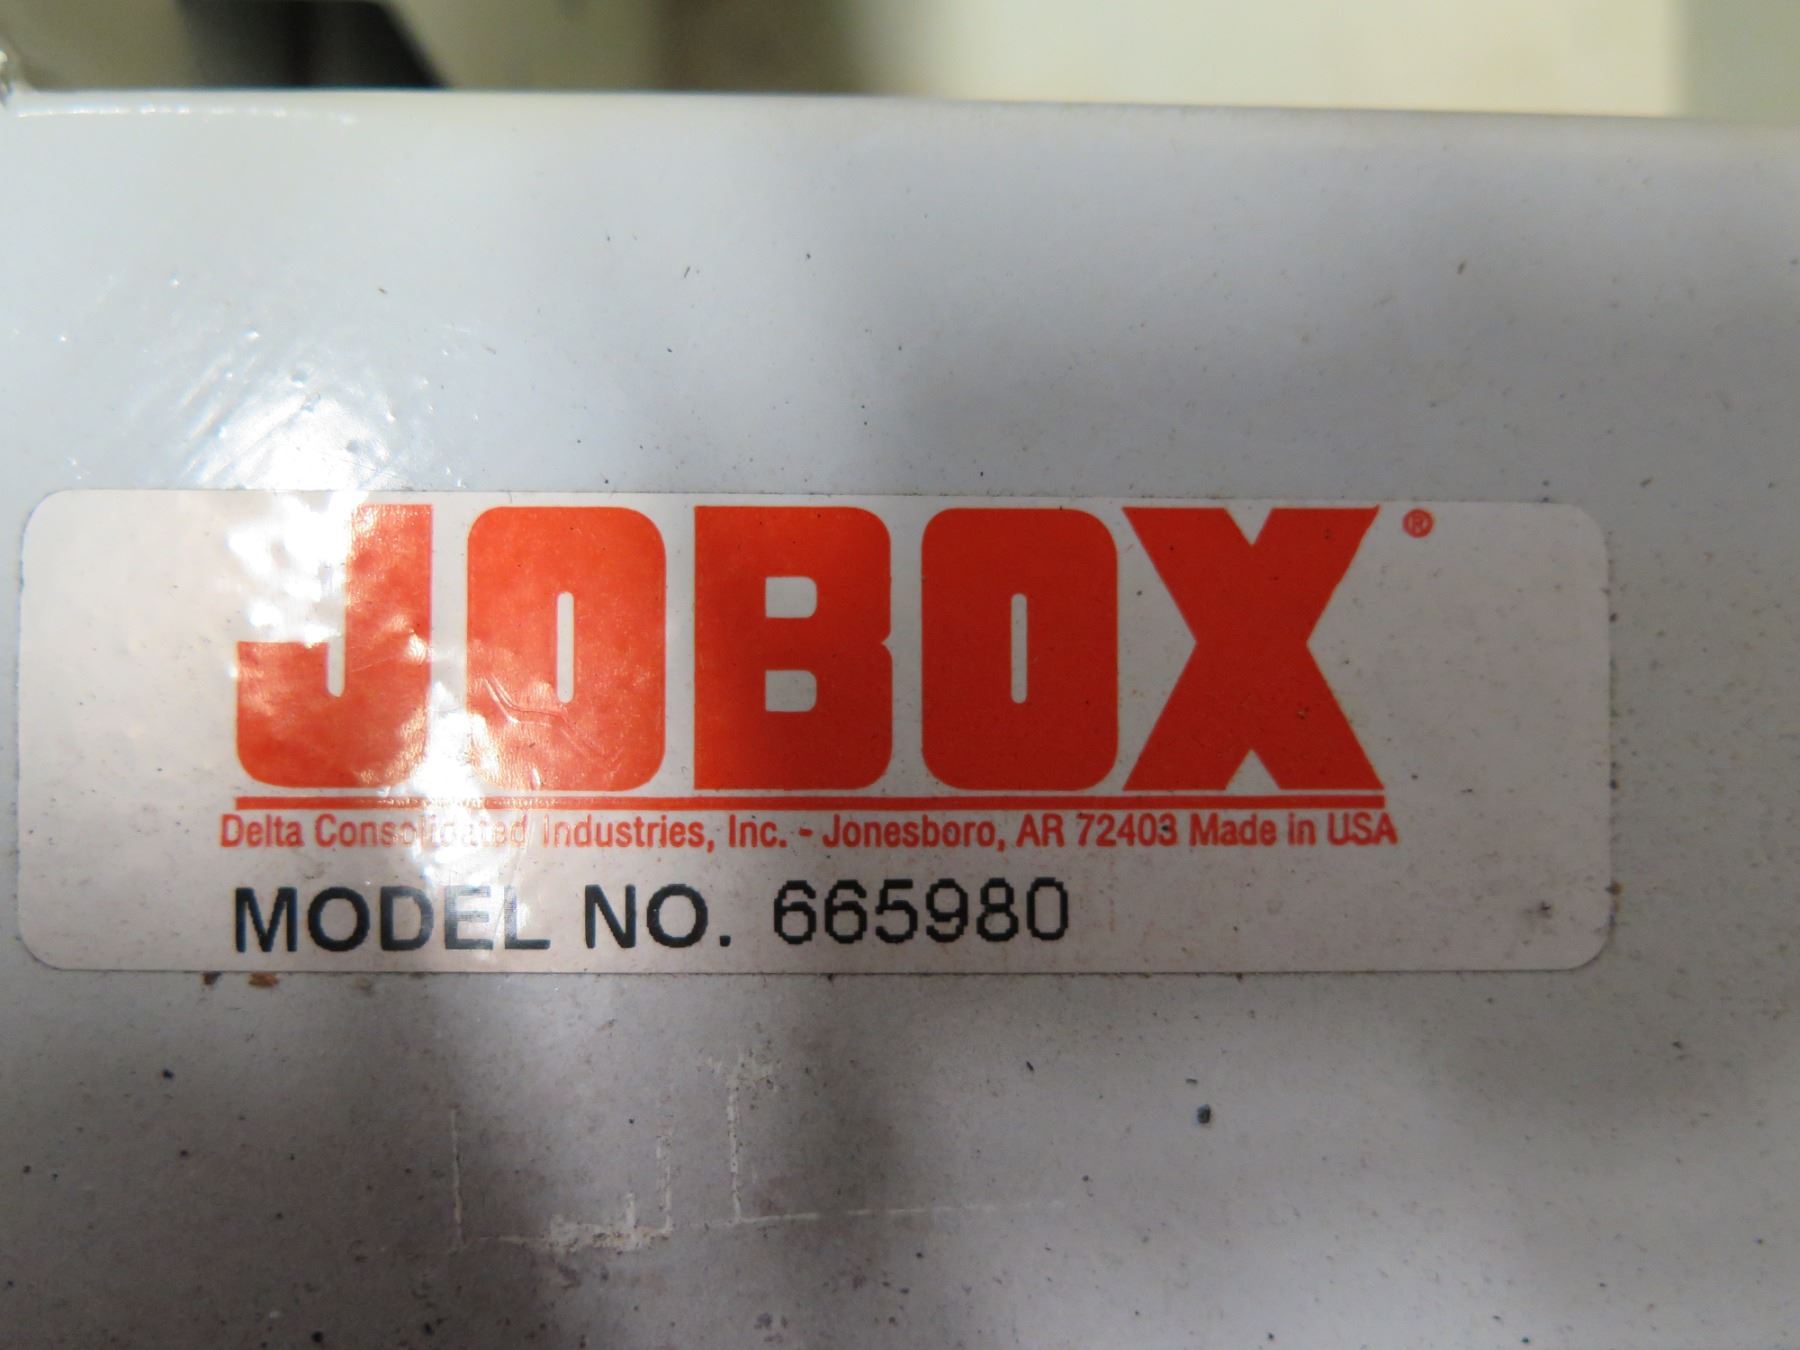 JOBOX®
Delta Consolidated Industries, Inc. - Jonesboro, AR 72403 Made in USA
MODEL NO. 665980